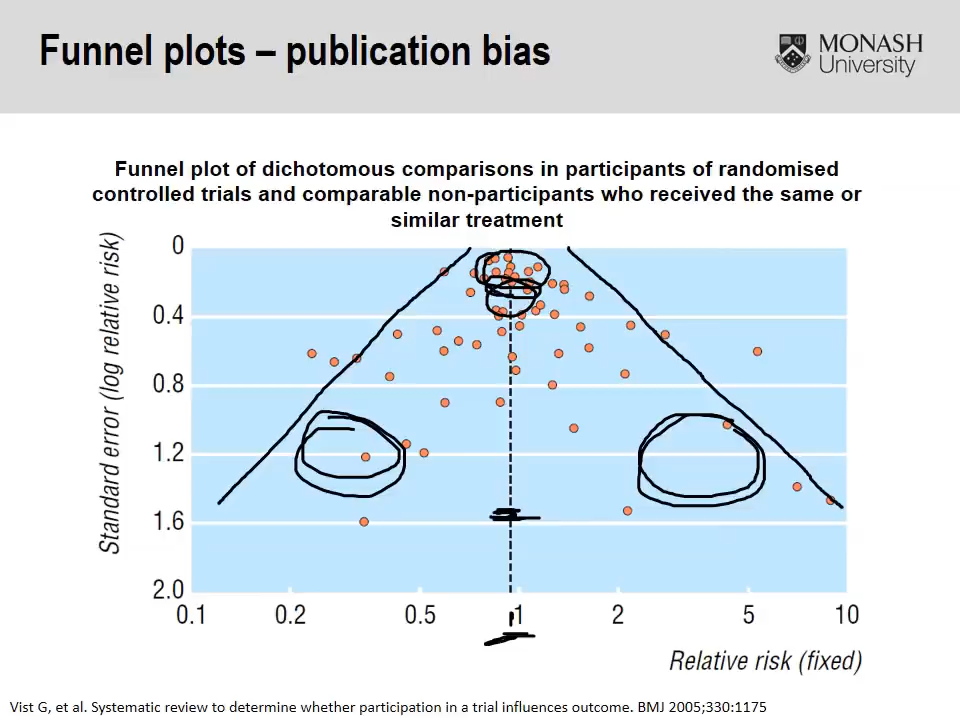 Funnel plots – publication bias
MONASH
University
Funnel plot of dichotomous comparisons in participants of randomised
controlled trials and comparable non-participants who received the same or
similar treatment
Standard error (log relative risk)
0
0.4
0.8
1.2
1.6
2.0
0.1 0.2 0.5 1 2 5 10
Relative risk (fixed)
Vist G, et al. Systematic review to determine whether participation in a trial influences outcome. BMJ 2005;330:1175